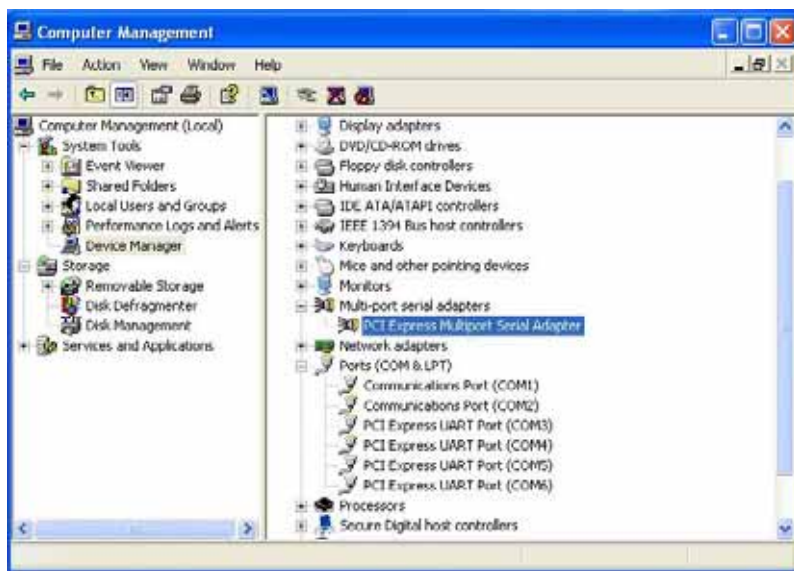 Computer Management
File Action View Window Help
Computer Management (Local)
System Tools
Event Viewer
Shared Folders
Local Users and Groups
Performance Logs and Alerts
Device Manager
Storage
Removable Storage
Disk Defragmenter
Disk Management
Services and Applications
Display adapters
DVD/CD-ROM drives
Floppy disk controllers
Human Interface Devices
IDE ATA/ATAPI controllers
IEEE 1394 Bus host controllers
Keyboards
Mice and other pointing devices
Monitors
Multi-port serial adapters
PCI Express Multiport Serial Adapter
Network adapters
Ports (COM & LPT)
Communications Port (COM1)
Communications Port (COM2)
PCI Express UART Port (COM3)
PCI Express UART Port (COM4)
PCI Express UART Port (COM5)
PCI Express UART Port (COM6)
Processors
Secure Digital host controllers